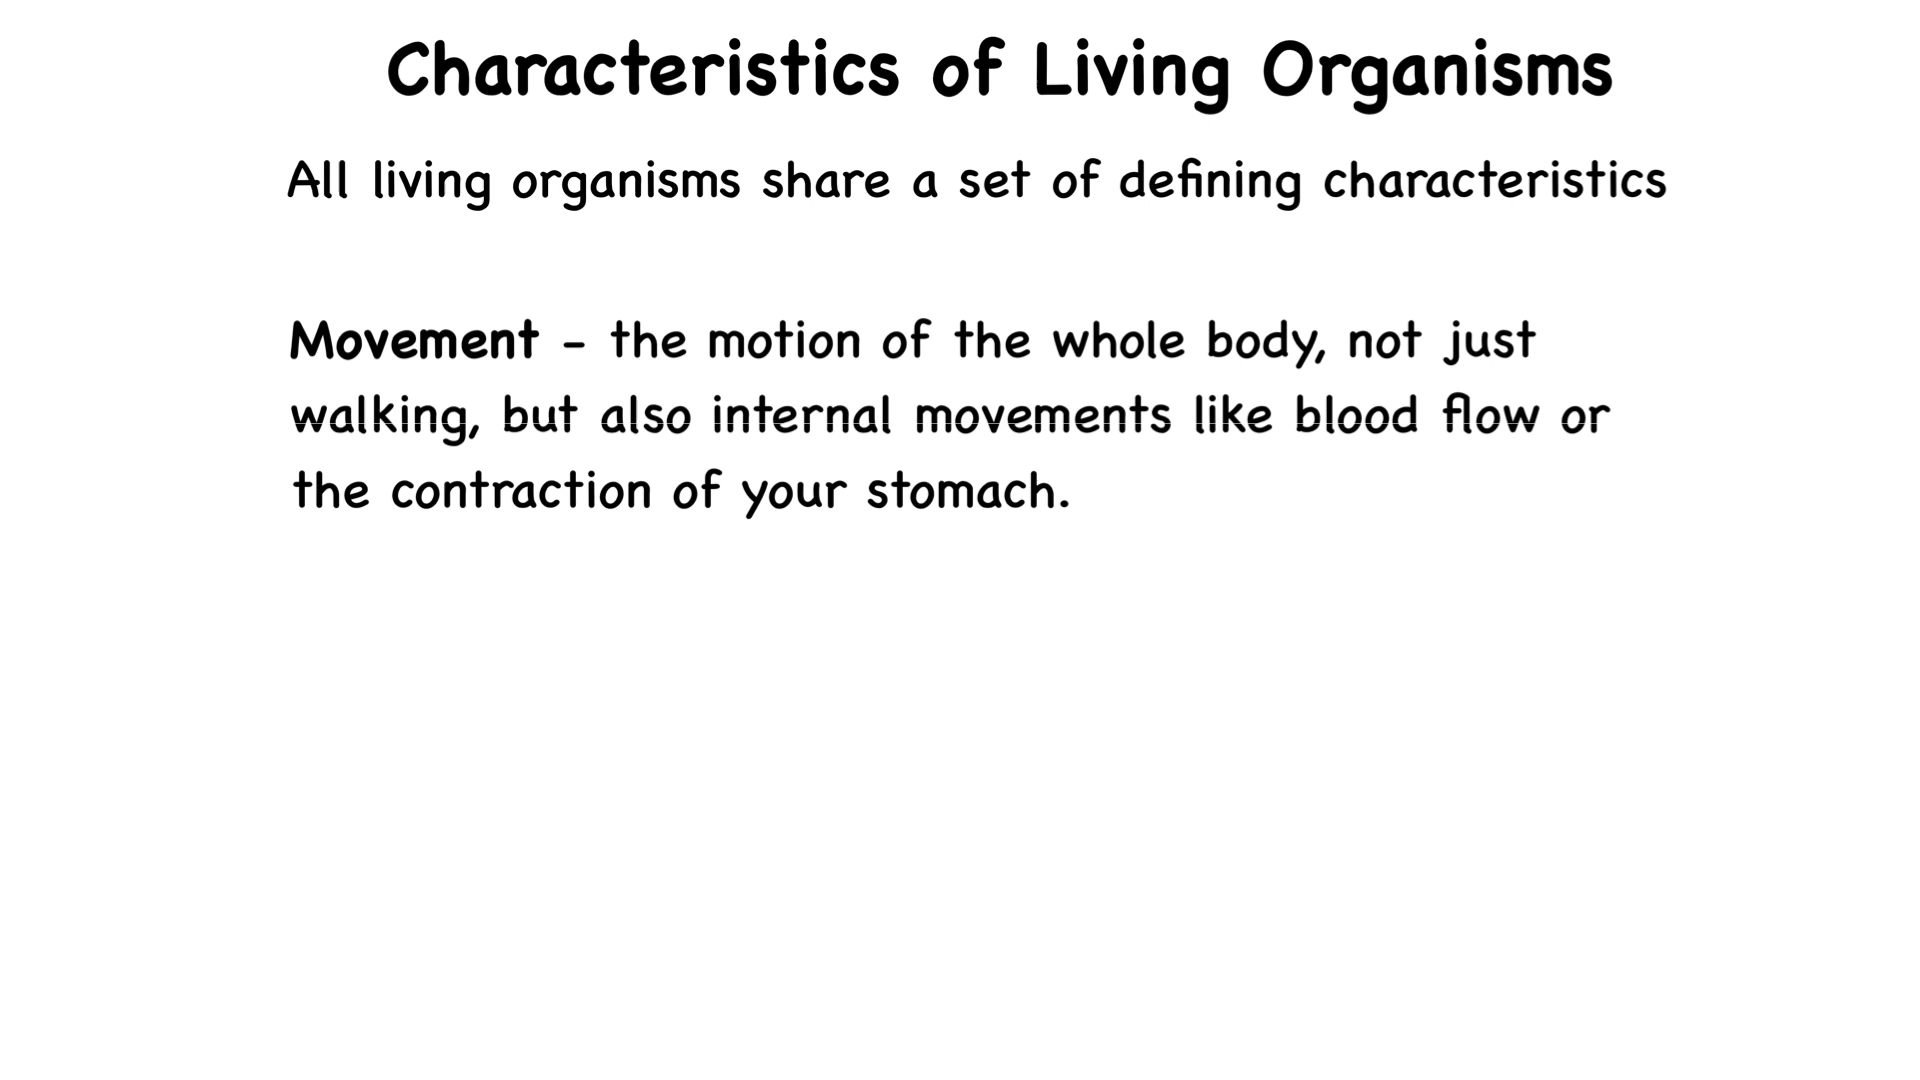 Characteristics of Living Organisms
All living organisms share a set of defining characteristics
Movement - the motion of the whole body, not just
walking, but also internal movements like blood flow or
the contraction of your stomach.